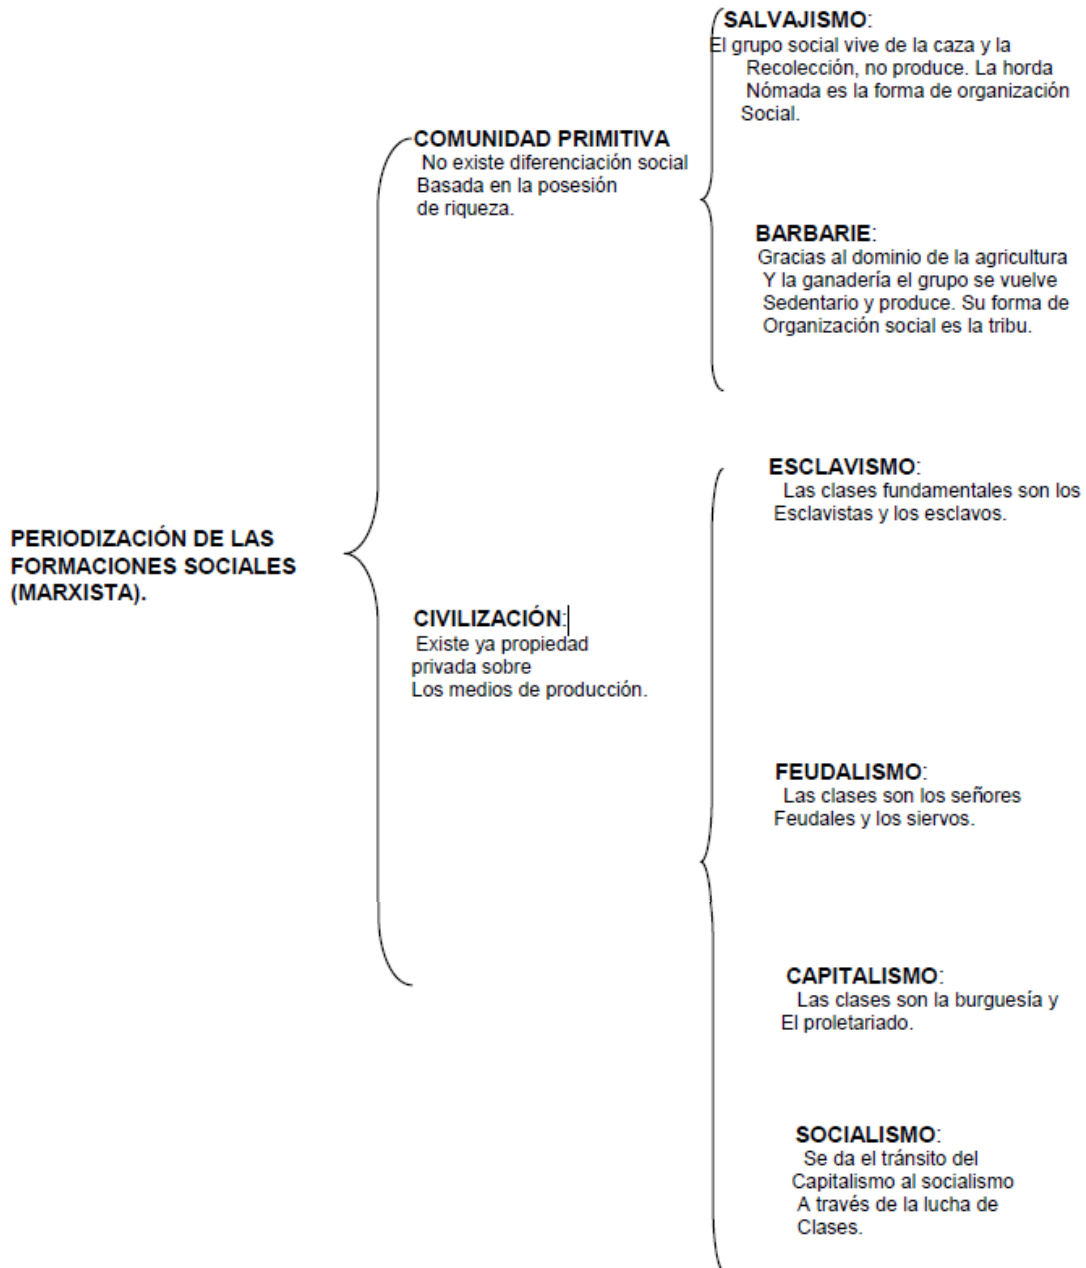 PERIODIZACIÓN DE LAS
FORMACIONES SOCIALES
(MARXISTA).
COMUNIDAD PRIMITIVA
No existe diferenciación social
Basada en la posesión
de riqueza.
SALVAJISMO:
El grupo social vive de la caza y la
Recolección, no produce. La horda
Nómada es la forma de organización
Social.
BARBARIE:
Gracias al dominio de la agricultura
Y la ganadería el grupo se vuelve
Sedentario y produce. Su forma de
Organización social es la tribu.
CIVILIZACIÓN:
Existe ya propiedad
privada sobre
Los medios de producción.
ESCLAVISMO:
Las clases fundamentales son los
Esclavistas y los esclavos.
FEUDALISMO:
Las clases son los señores
Feudales y los siervos.
CAPITALISMO:
Las clases son la burguesía y
El proletariado.
SOCIALISMO:
Se da el tránsito del
Capitalismo al socialismo
A través de la lucha de
Clases.